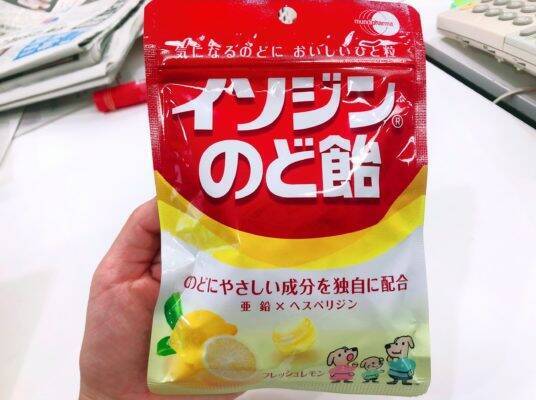 mundipharma
気になるのどに おいしいひと粒
イソジン®
のど飴
のどにやさしい成分を独自に配合
亜鉛×ヘスペリジン
フレッシュレモン